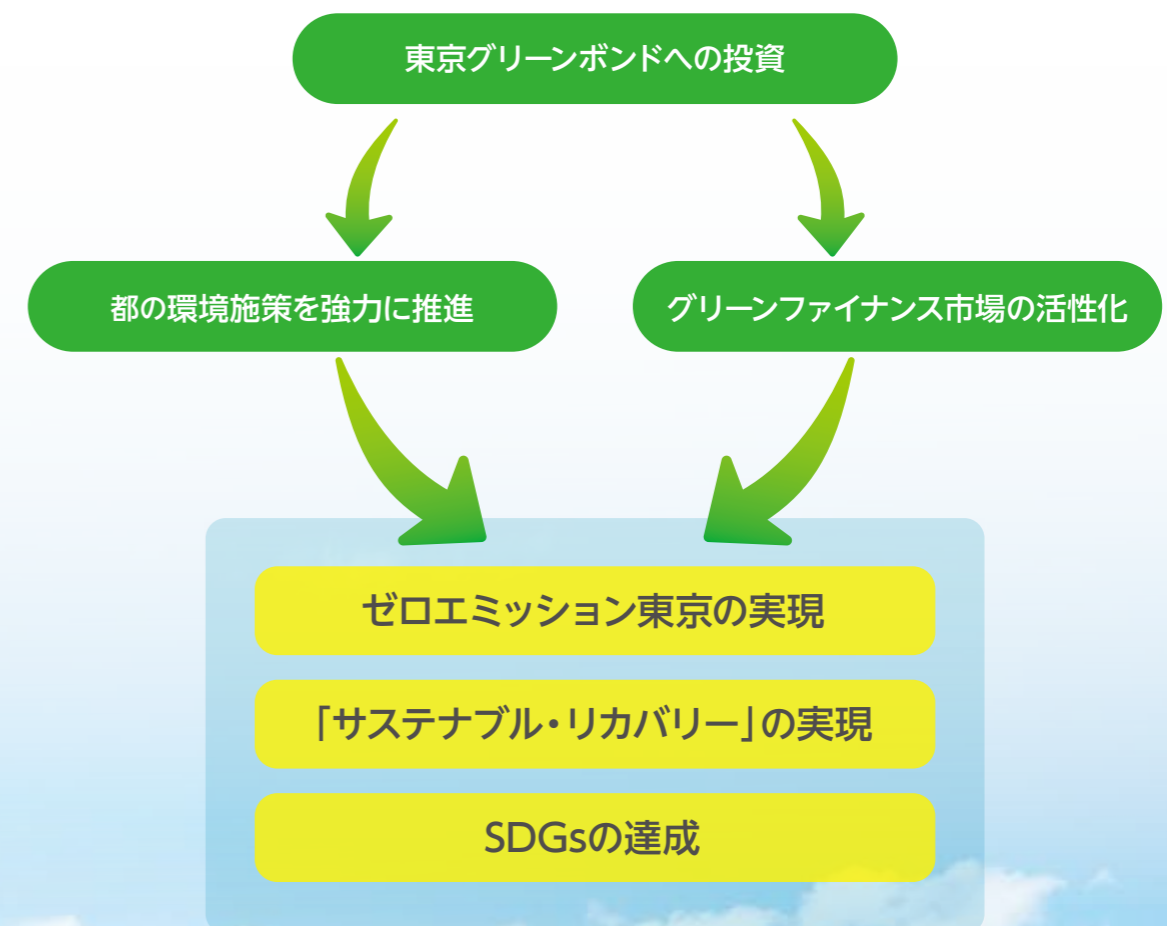 東京グリーンボンドへの投資
都の環境施策を強力に推進
グリーンファイナンス市場の活性化
ゼロエミッション東京の実現
「サステナブル・リカバリー」の実現
SDGsの達成